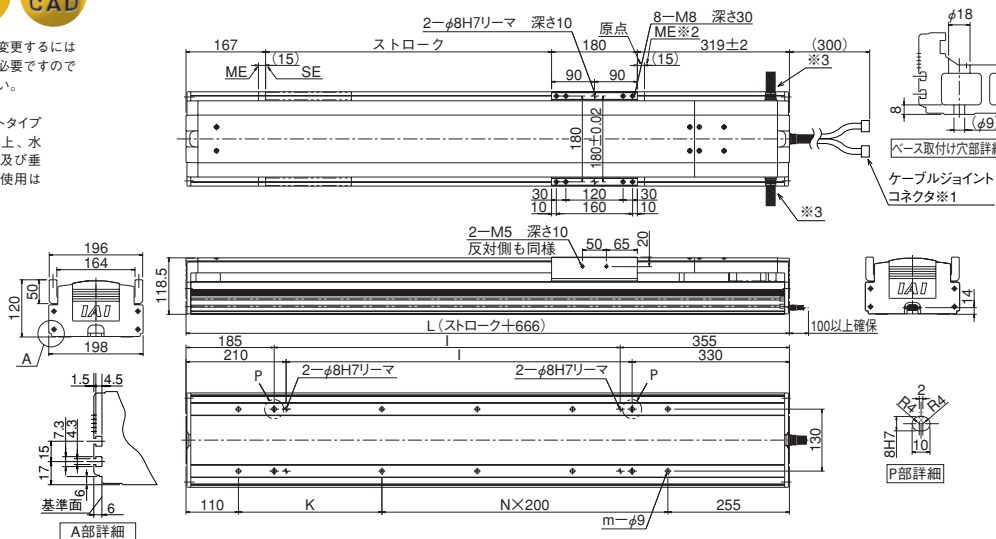 CAD
変更するには
必要ですので
い。
トタイプ
上、水
及び垂
使用は
2−φ8H7リーマ 深さ10
原点
8−M8 深さ30
ME※2
167
ストローク
180
319±2
(300)
(15)
(15)
ME
SE
90
90
※3
180
180±0.02
30
120
30
10
160
10
※3
φ18
8
(φ9)
ベース取付け穴部詳細
ケーブルジョイント
コネクタ※1
196
164
120
50
IAI
198
A
2−M5 深さ10
反対側も同様
50
65
20
118.5
L(ストローク+666)
100以上確保
IAI
14
185
I
355
210
I
330
P
2−φ8H7リーマ
2−φ8H7リーマ
P
130
110
K
N×200
255
m−φ9
1.5
4.5
7.3
4.3
15
17
6
6
基準面
A部詳細
2
R4
R4
8H7
10
P部詳細